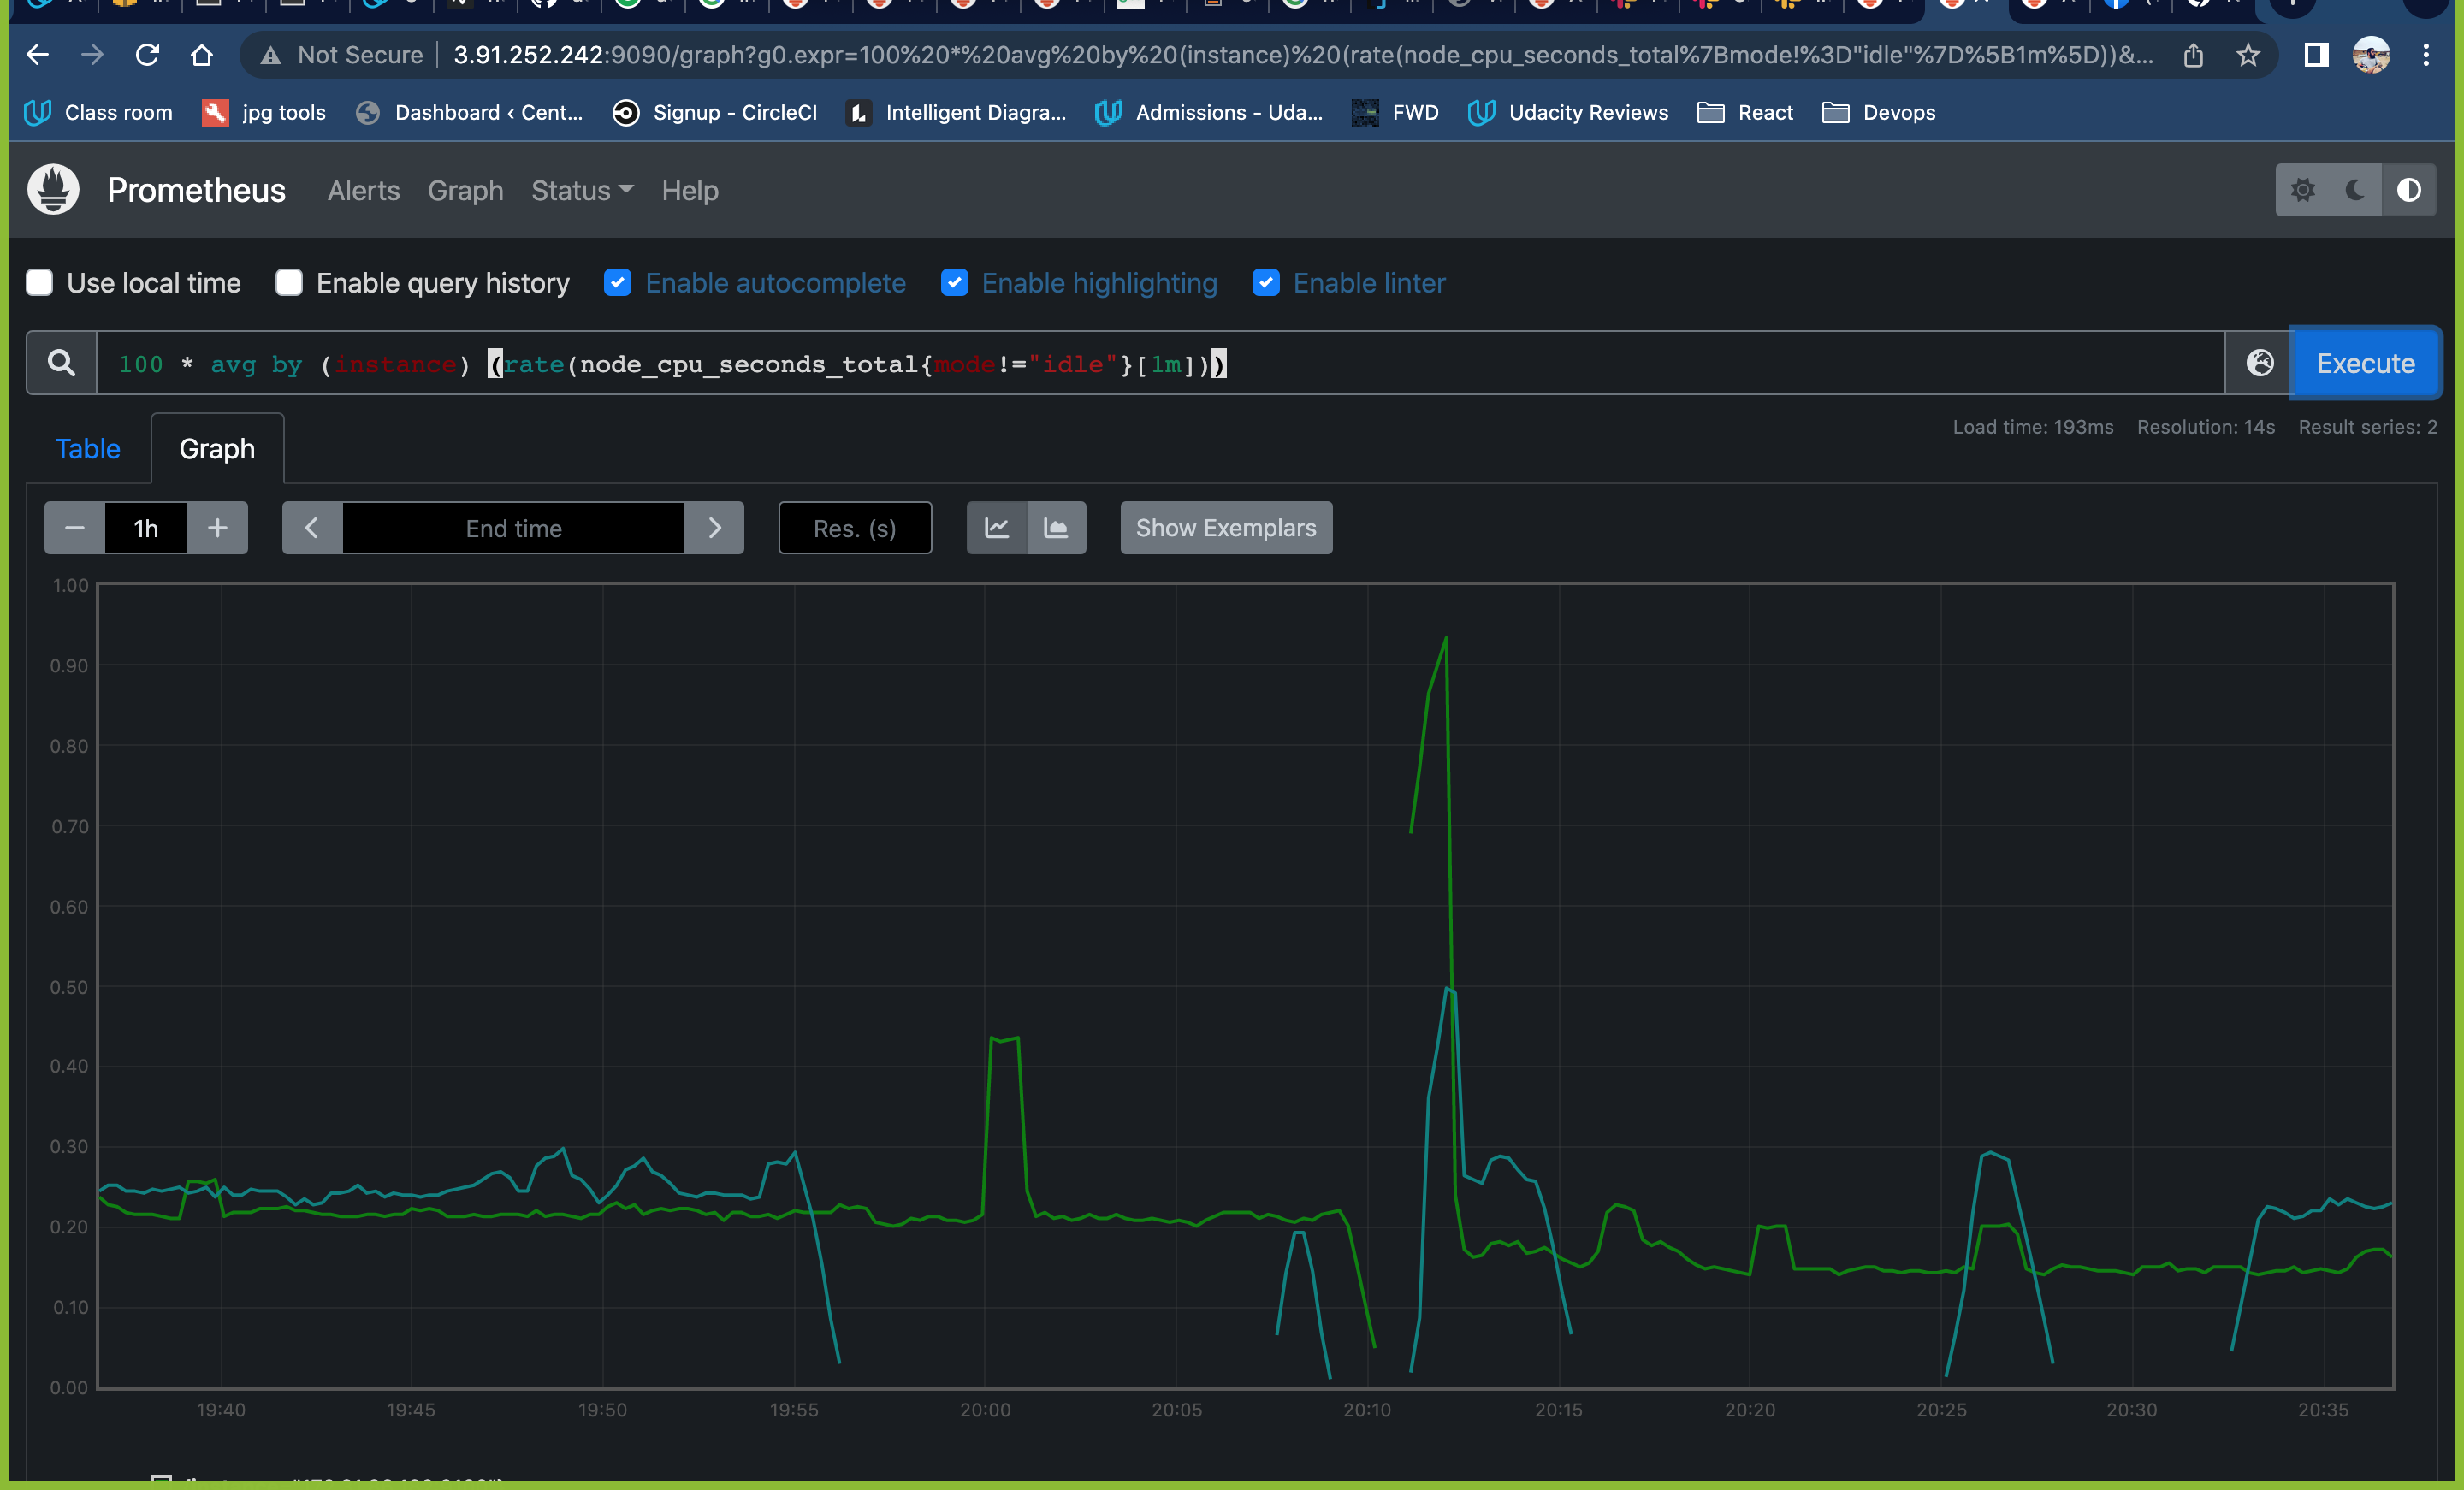 Not Secure 3.91.252.242:9090/graph?g0.expr=100%20*%20avg%20by%20(instance)%20(rate(node_cpu_seconds_total%7Bmode!%3D"idle"%7D%5B1m%5D))&...
Class room jpg tools Dashboard ‹ Cent... Signup - CircleCI Intelligent Diagra... Admissions - Uda... FWD Udacity Reviews React Devops
Prometheus Alerts Graph Status Help
Use local time Enable query history Enable autocomplete Enable highlighting Enable linter
100 * avg by (instance) (rate(node_cpu_seconds_total{mode!="idle"}[1m])) Execute
Load time: 193ms Resolution: 14s Result series: 2
Table Graph
− 1h + End time Res. (s) Show Exemplars
1.00
0.90
0.80
0.70
0.60
0.50
0.40
0.30
0.20
0.10
0.00
19:40 19:45 19:50 19:55 20:00 20:05 20:10 20:15 20:20 20:25 20:30 20:35